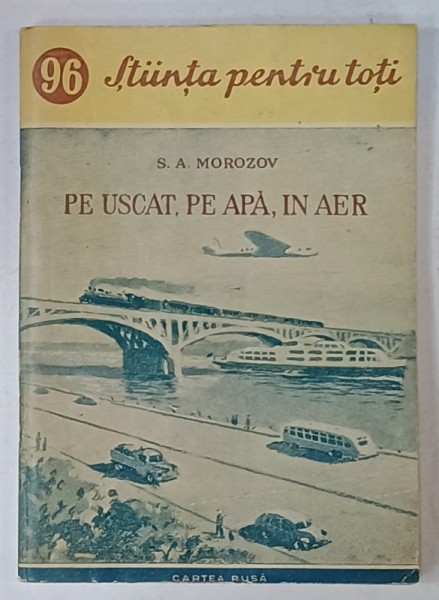 96 Știința pentru toți
S. A. MOROZOV
PE USCAT, PE APĂ, IN AER
CARTEA RUSĂ